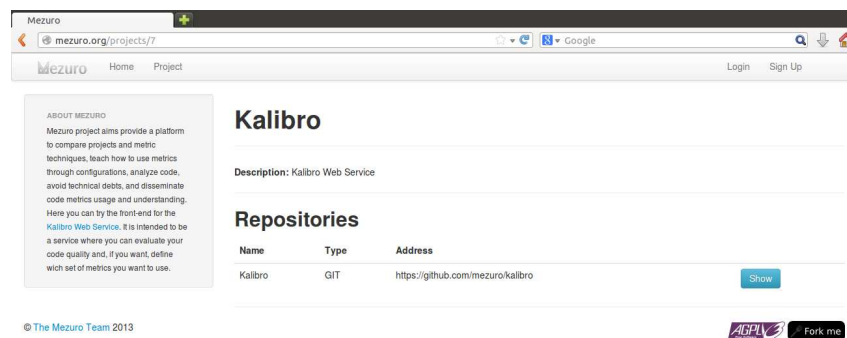 Mezuro
mezuro.org/projects/7
Google
Mezuro Home Project Login Sign Up
ABOUT MEZURO
Mezuro project aims provide a platform
to compare projects and metric
techniques, teach how to use metrics
through configurations, analyze code,
avoid technical debts, and disseminate
code metrics usage and understanding.
Here you can try the front-end for the
Kalibro Web Service. It is intended to be
a service where you can evaluate your
code quality and, if you want, define
wich set of metrics you want to use.
Kalibro
Description: Kalibro Web Service
Repositories
Name Type Address
Kalibro GIT https://github.com/mezuro/kalibro Show
© The Mezuro Team 2013
AGPLV3
Fork me